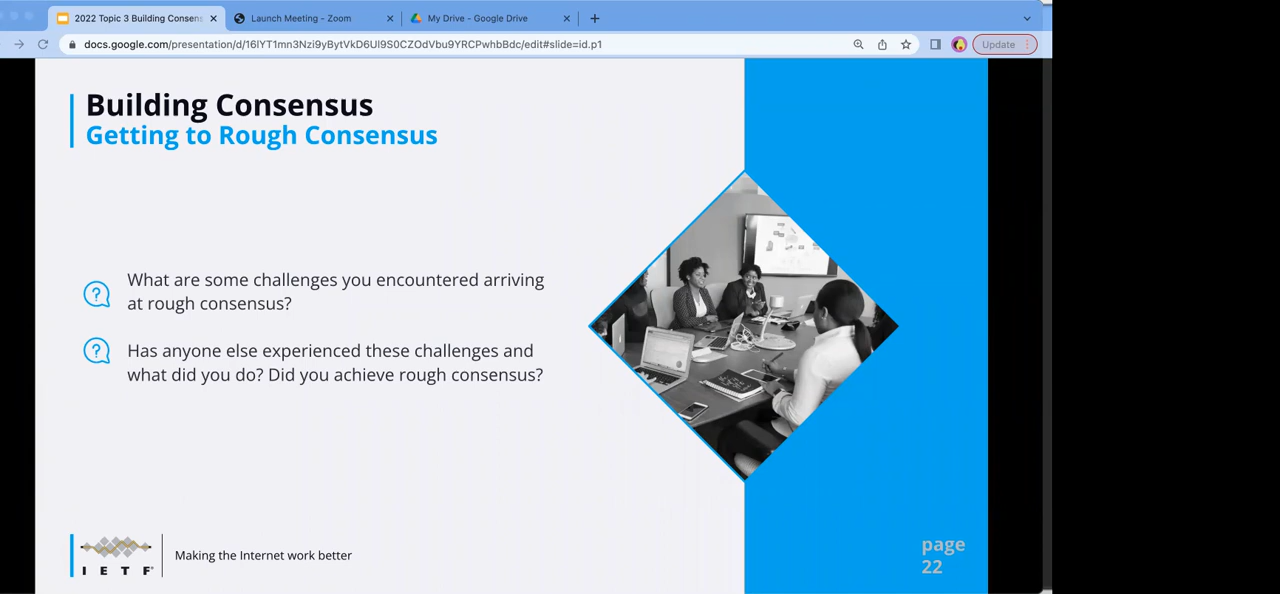 2022 Topic 3 Building Consens
Launch Meeting - Zoom
My Drive - Google Drive
docs.google.com/presentation/d/16lYT1mn3Nzi9yBytVkD6Ul9S0CZOdVbu9YRCPwhbBdc/edit#slide=id.p1
Update
Building Consensus
Getting to Rough Consensus
What are some challenges you encountered arriving
at rough consensus?
Has anyone else experienced these challenges and
what did you do? Did you achieve rough consensus?
I E T F
Making the Internet work better
page
22